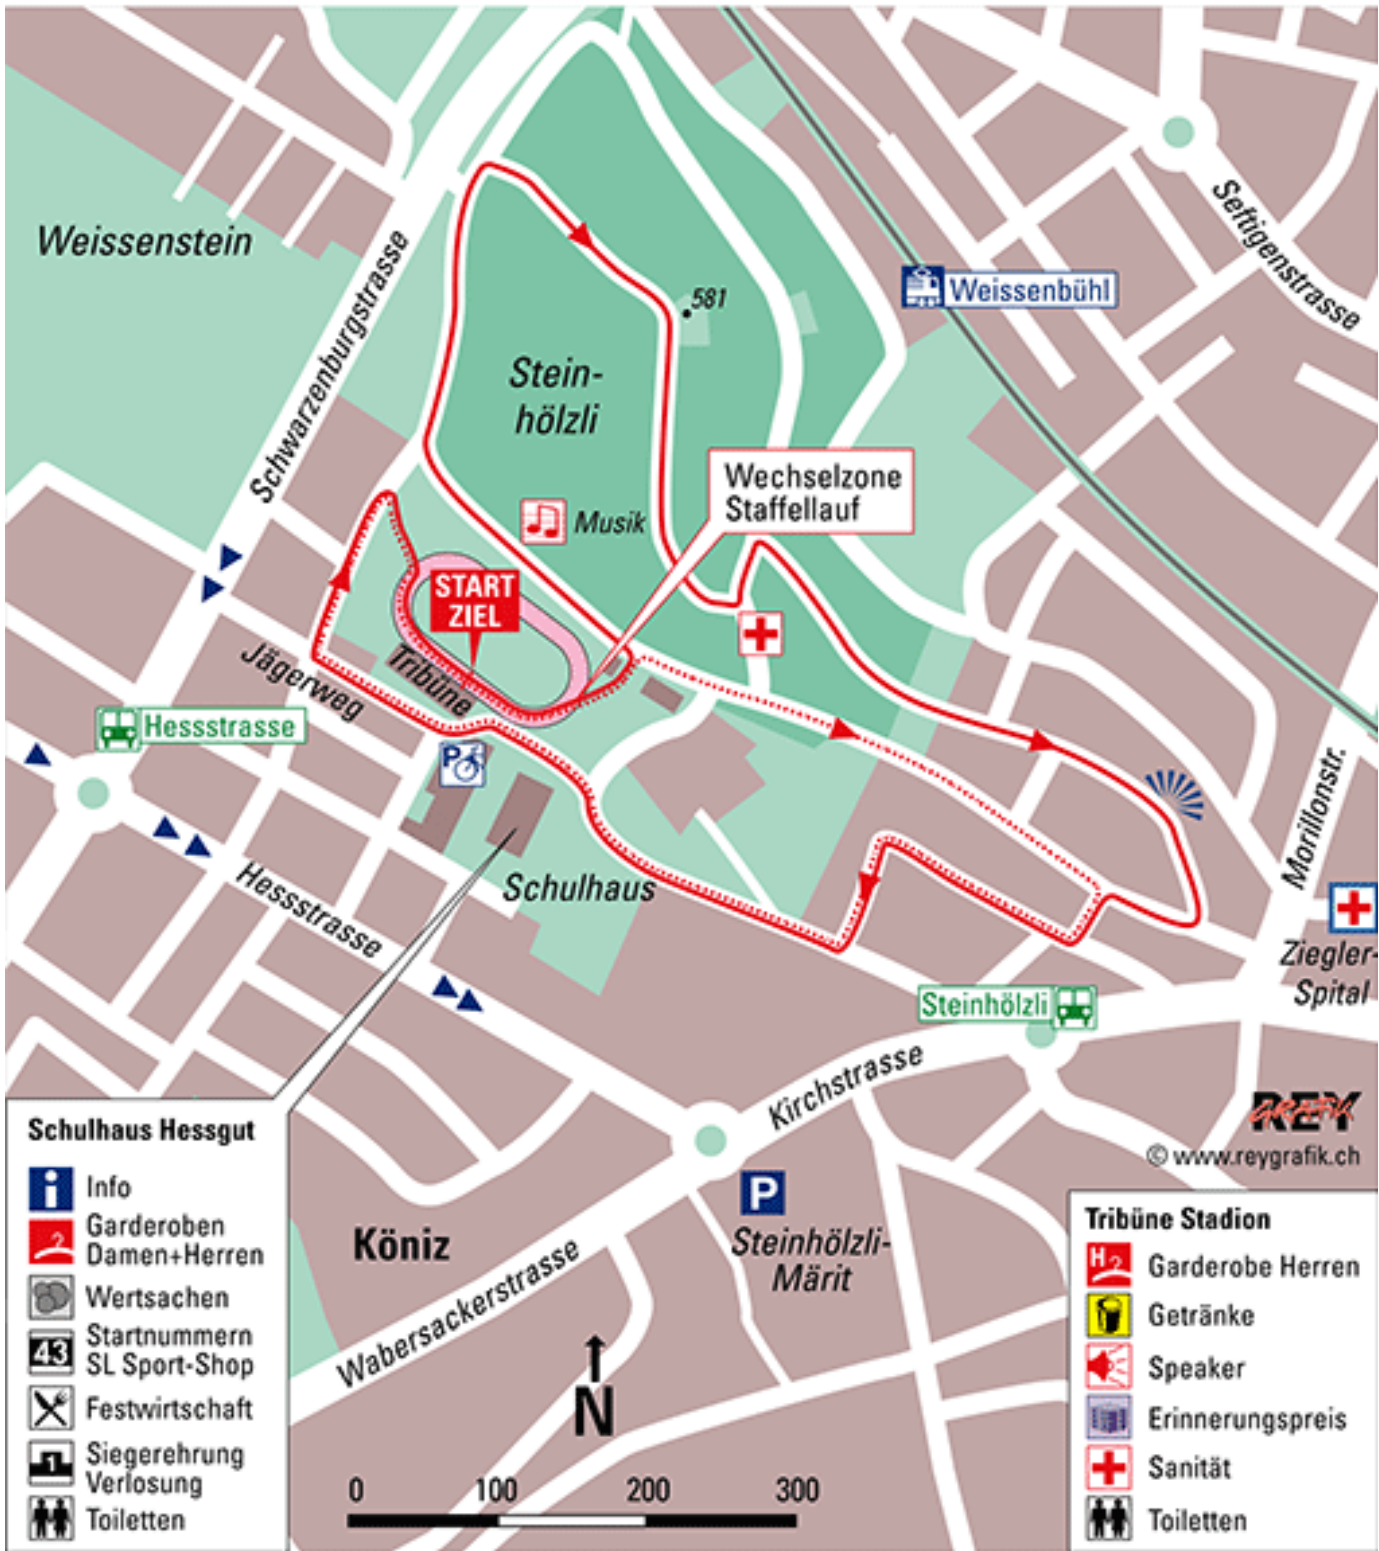 Weissenstein
Schwarzenburgstrasse
Seftigenstrasse
Weissenbühl
581
Stein-
hölzli
Wechselzone
Staffellauf
Musik
START
ZIEL
Tribüne
Jägerweg
Hessstrasse
P
Hessstrasse
Schulhaus
Morillonstr.
Ziegler-
Spital
Steinhölzli
Kirchstrasse
REY
GRAFIK
© www.reygrafik.ch
Schulhaus Hessgut
i Info
Garderoben
Damen+Herren
Wertsachen
43 Startnummern
SL Sport-Shop
Festwirtschaft
1 Siegerehrung
Verlosung
Toiletten
Köniz
P
Steinhölzli-
Märit
Wabersackerstrasse
N
0 100 200 300
Tribüne Stadion
H Garderobe Herren
Getränke
Speaker
Erinnerungspreis
Sanität
Toiletten